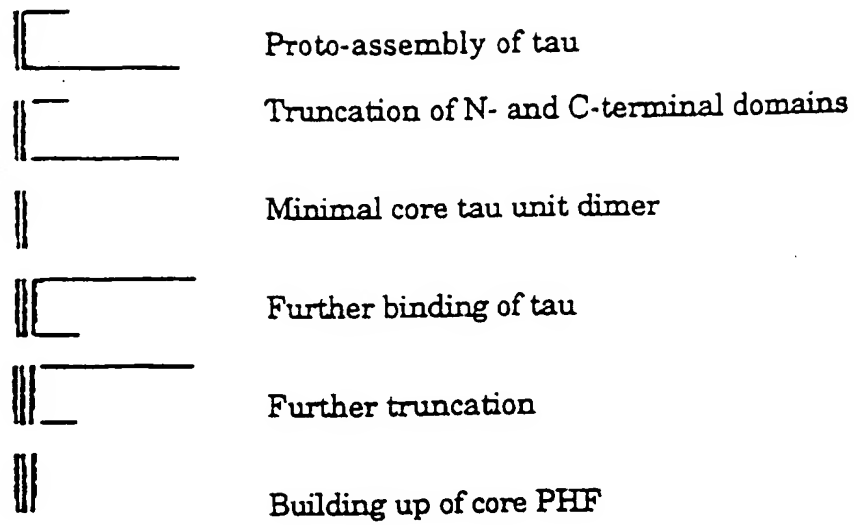 Proto-assembly of tau
Truncation of N- and C-terminal domains
Minimal core tau unit dimer
Further binding of tau
Further truncation
Building up of core PHF